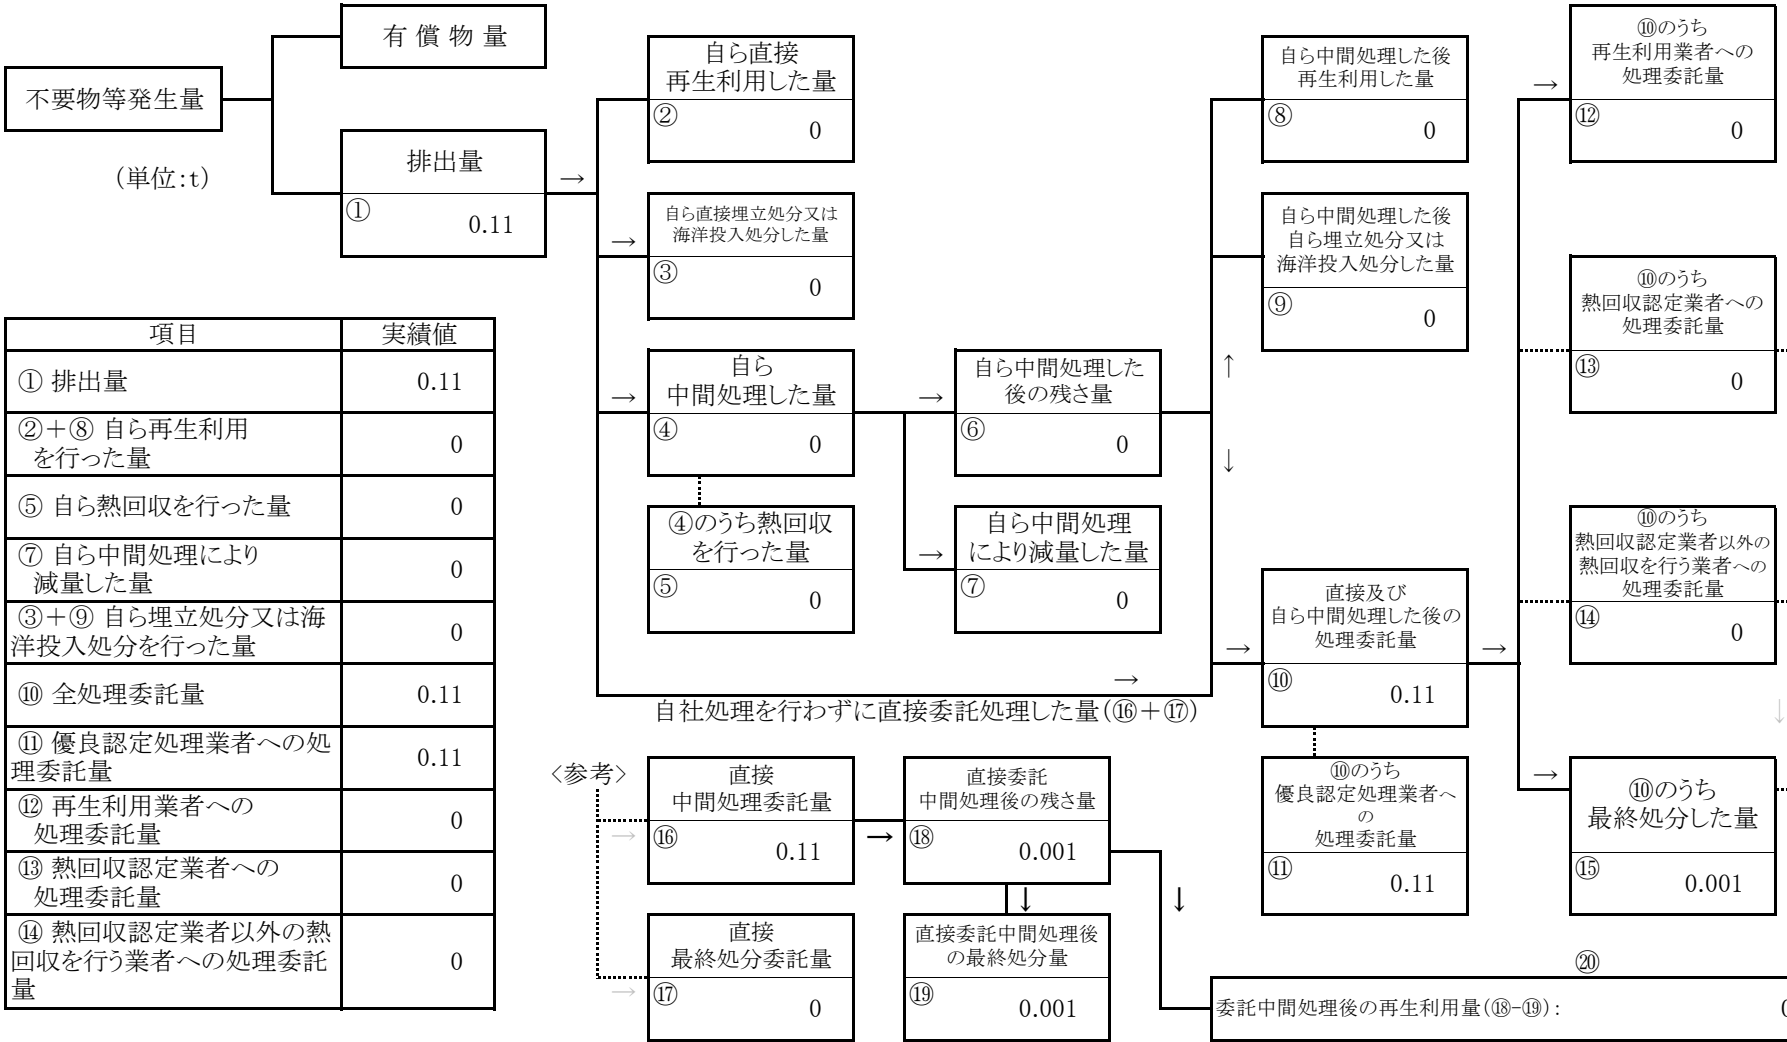 有 償 物 量
不要物等発生量
(単位:t)
排出量
→
①
0.11
自ら直接
再生利用した量
②
0
→
自ら直接埋立処分又は
海洋投入処分した量
③
0
→
自ら
中間処理した量
④
0
④のうち熱回収
を行った量
⑤
0
→
自ら中間処理した
後の残さ量
⑥
0
→
自ら中間処理
により減量した量
⑦
0
↑
↓
自ら中間処理した後
再生利用した量
⑧
0
自ら中間処理した後
自ら埋立処分又は
海洋投入処分した量
⑨
0
→
直接及び
自ら中間処理した後の
処理委託量
⑩
0.11
→
自社処理を行わずに直接委託処理した量(⑯+⑰)
⑩のうち
優良認定処理業者へ
の
処理委託量
⑪
0.11
→
→
⑩のうち
再生利用業者への
処理委託量
⑫
0
⑩のうち
熱回収認定業者への
処理委託量
⑬
0
⑩のうち
熱回収認定業者以外の
熱回収を行う業者への
処理委託量
⑭
0
↓
→
⑩のうち
最終処分した量
⑮
0.001
項目 実績値
① 排出量 0.11
②+⑧ 自ら再生利用
を行った量 0
⑤ 自ら熱回収を行った量 0
⑦ 自ら中間処理により
減量した量 0
③+⑨ 自ら埋立処分又は海
洋投入処分を行った量 0
⑩ 全処理委託量 0.11
⑪ 優良認定処理業者への処
理委託量 0.11
⑫ 再生利用業者への
処理委託量 0
⑬ 熱回収認定業者への
処理委託量 0
⑭ 熱回収認定業者以外の熱
回収を行う業者への処理委託
量 0
<参考>
→
直接
中間処理委託量
⑯
0.11
→
直接
最終処分委託量
⑰
0
→
直接委託
中間処理後の残さ量
⑱
0.001
↓
直接委託中間処理後
の最終処分量
⑲
0.001
↓
⑳
委託中間処理後の再生利用量(⑱-⑲):